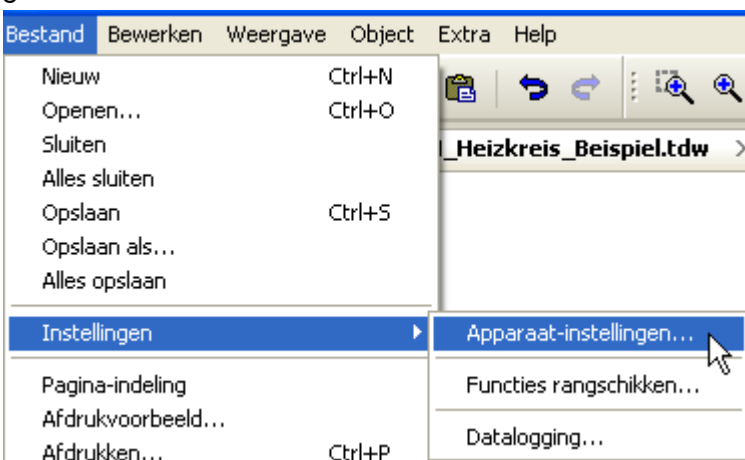 Bestand Bewerken Weergave Object Extra Help
Nieuw Ctrl+N
Openen... Ctrl+O
Sluiten
_Heizkreis_Beispiel.tdw
Alles sluiten
Opslaan Ctrl+S
Opslaan als...
Alles opslaan
Instellingen
Apparaat-instellingen...
Pagina-indeling
Functies rangschikken...
Afdrukvoorbeeld...
Datalogging...
Afdrukken... Ctrl+P